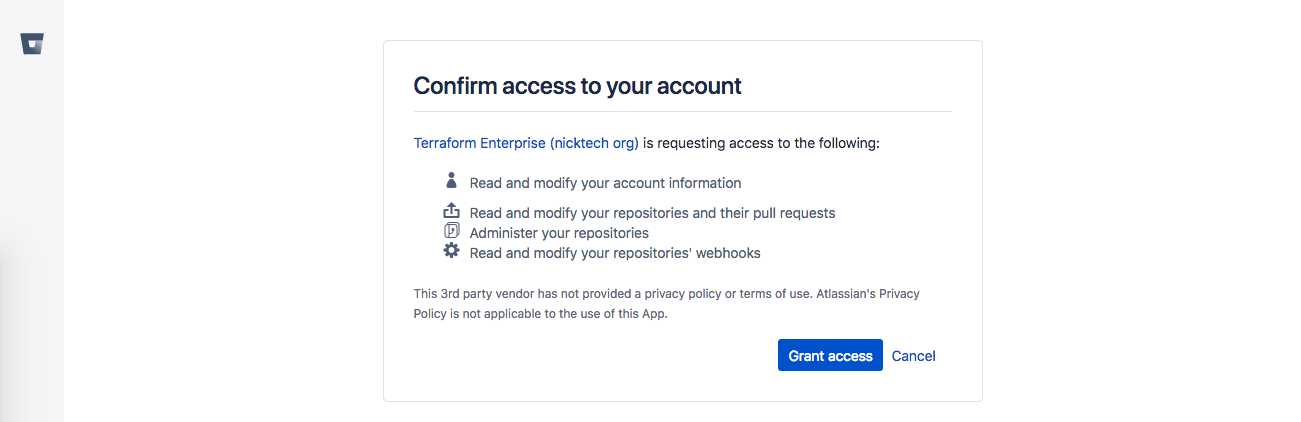 Confirm access to your account
Terraform Enterprise (nicktech org) is requesting access to the following:
Read and modify your account information
Read and modify your repositories and their pull requests
Administer your repositories
Read and modify your repositories' webhooks
This 3rd party vendor has not provided a privacy policy or terms of use. Atlassian's Privacy
Policy is not applicable to the use of this App.
Grant access Cancel